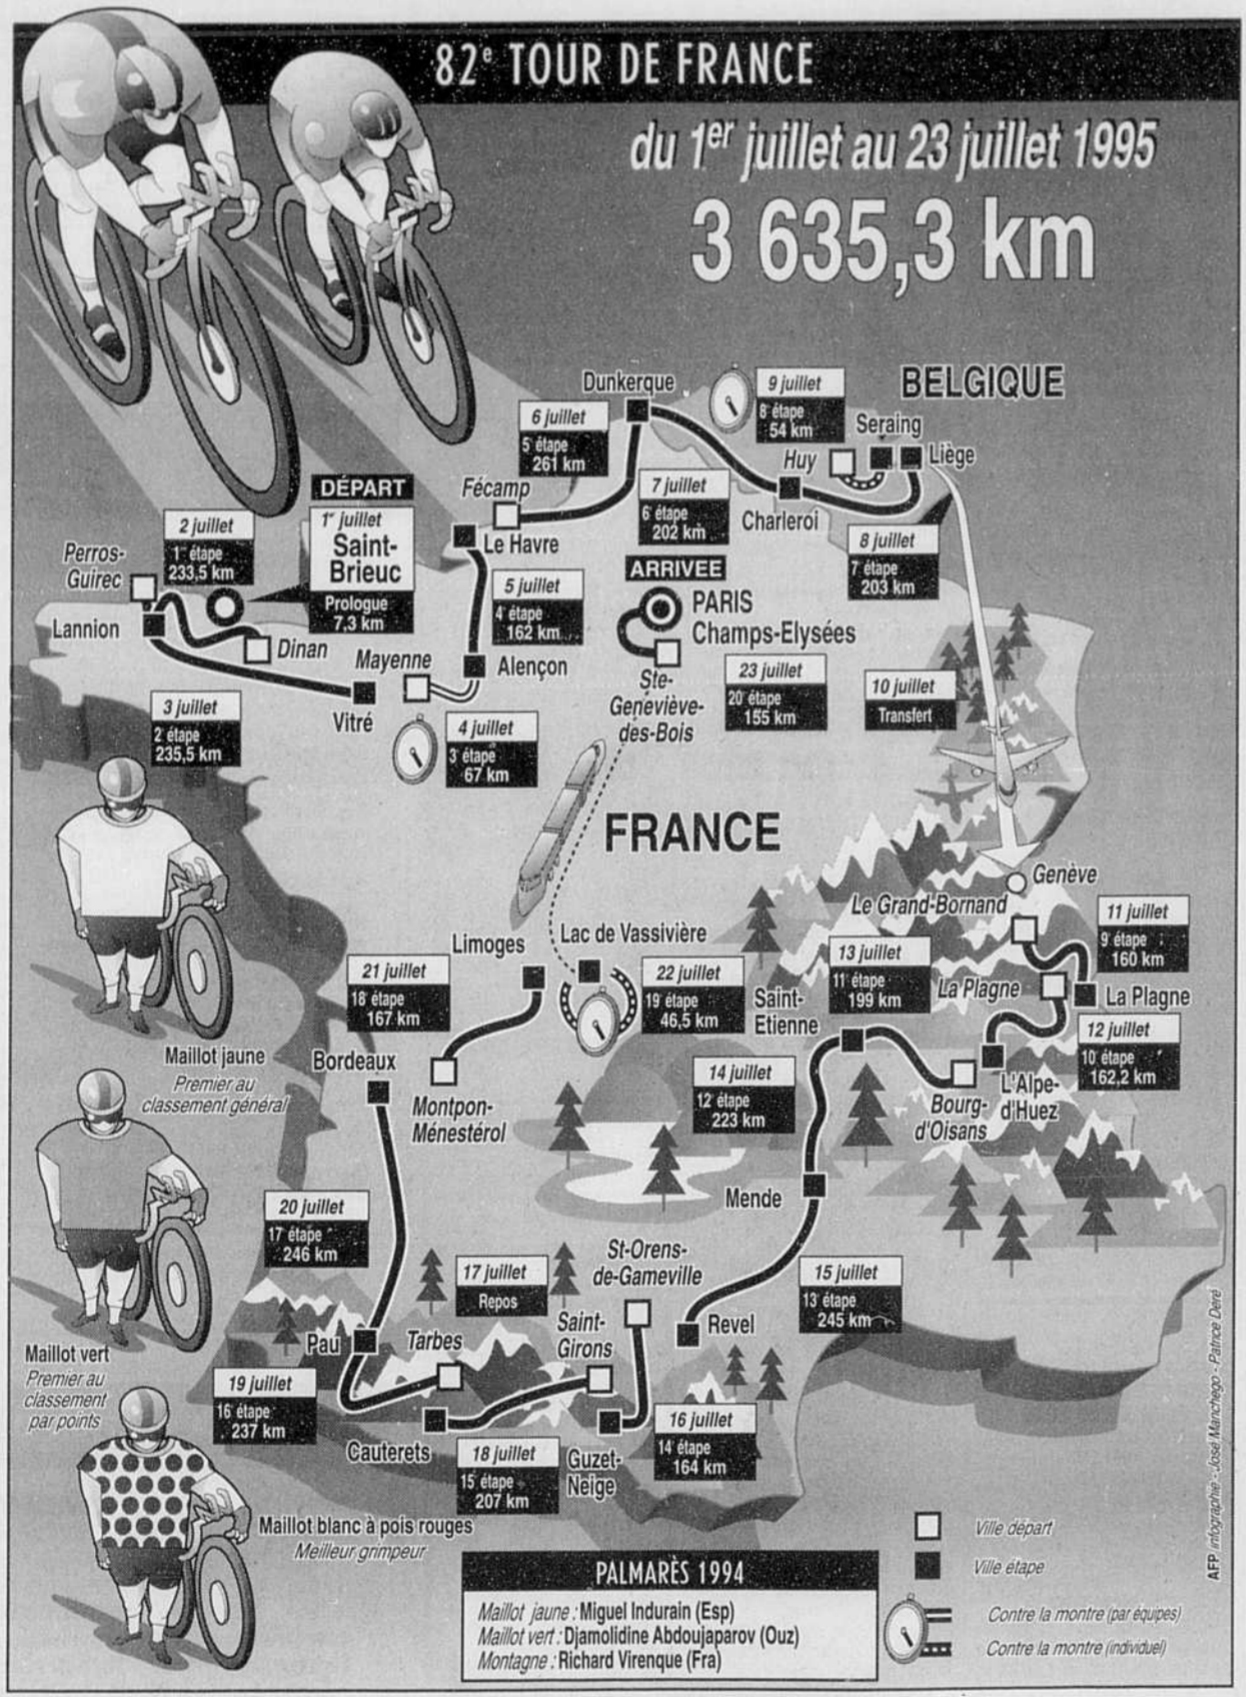 82e TOUR DE FRANCE
du 1er juillet au 23 juillet 1995
3 635,3 km
BELGIQUE
Dunkerque
9 juillet
8e étape
54 km
6 juillet
5e étape
261 km
Seraing
Huy
Liège
DÉPART
Fécamp
7 juillet
6e étape
202 km
Charleroi
2 juillet
1e étape
233,5 km
1er juillet
Saint-
Brieuc
Prologue
7,3 km
Le Havre
8 juillet
7e étape
203 km
Perros-
Guirec
ARRIVEE
5 juillet
4e étape
162 km
PARIS
Champs-Elysées
Lannion
Dinan
Mayenne
Alençon
23 juillet
20e étape
155 km
10 juillet
Transfert
Ste-
Geneviève-
des-Bois
3 juillet
2e étape
235,5 km
Vitré
4 juillet
3e étape
67 km
FRANCE
Genève
Le Grand-Bornand
11 juillet
9e étape
160 km
Limoges
Lac de Vassivière
13 juillet
11e étape
199 km
21 juillet
18e étape
167 km
22 juillet
19e étape
46,5 km
Saint-
Etienne
La Plagne
La Plagne
12 juillet
10e étape
162,2 km
Maillot jaune
Premier au
classement général
Bordeaux
14 juillet
12e étape
223 km
L'Alpe-
d'Huez
Bourg-
d'Oisans
Montpon-
Ménestérol
Mende
20 juillet
17e étape
246 km
17 juillet
Repos
St-Orens-
de-Gameville
15 juillet
13e étape
245 km
Saint-
Girons
Revel
Pau
Tarbes
Maillot vert
Premier au
classement
par points
19 juillet
16e étape
237 km
16 juillet
14e étape
164 km
Cauterets
18 juillet
15e étape
207 km
Guzet-
Neige
Maillot blanc à pois rouges
Meilleur grimpeur
Ville départ
Ville étape
Contre la montre (par équipes)
Contre la montre (individuel)
PALMARÈS 1994
Maillot jaune : Miguel Indurain (Esp)
Maillot vert : Djamolidine Abdoujaparov (Ouz)
Montagne : Richard Virenque (Fra)
AFP infographie - José Manchego - Patrice Deré